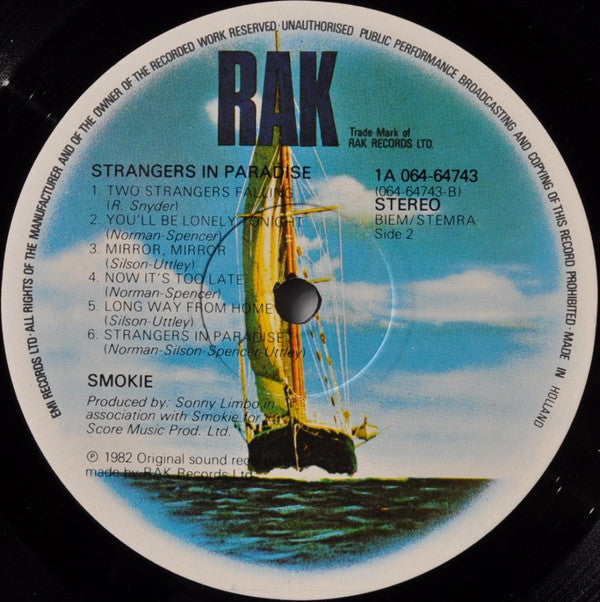 EMI RECORDS LTD · ALL RIGHTS OF THE MANUFACTURER AND OF THE OWNER OF THE RECORDED WORK RESERVED · UNAUTHORISED PUBLIC PERFORMANCE BROADCASTING AND COPYING OF THIS RECORD PROHIBITED · MADE IN HOLLAND
RAK
Trade Mark of
RAK RECORDS LTD.
STRANGERS IN PARADISE
1. TWO STRANGERS FALLING
(R. Snyder)
2. YOU'LL BE LONELY TONIGHT
(Norman-Spencer)
3. MIRROR, MIRROR
(Silson-Uttley)
4. NOW IT'S TOO LATE
(Norman-Spencer)
5. LONG WAY FROM HOME
(Silson-Uttley)
6. STRANGERS IN PARADISE
(Norman-Silson-Spencer-Uttley)
1A 064-64743
(064-64743-B)
STEREO
BIEM/STEMRA
Side 2
SMOKIE
Produced by: Sonny Limbo in
association with Smokie for
Score Music Prod. Ltd.
℗ 1982 Original sound
made by RAK Records Ltd